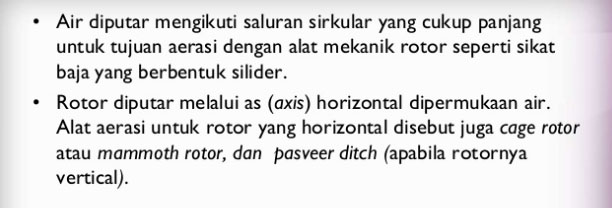 • Air diputar mengikuti saluran sirkular yang cukup panjang
untuk tujuan aerasi dengan alat mekanik rotor seperti sikat
baja yang berbentuk silider.
• Rotor diputar melalui as (axis) horizontal dipermukaan air.
Alat aerasi untuk rotor yang horizontal disebut juga cage rotor
atau mammoth rotor, dan pasveer ditch (apabila rotornya
vertical).